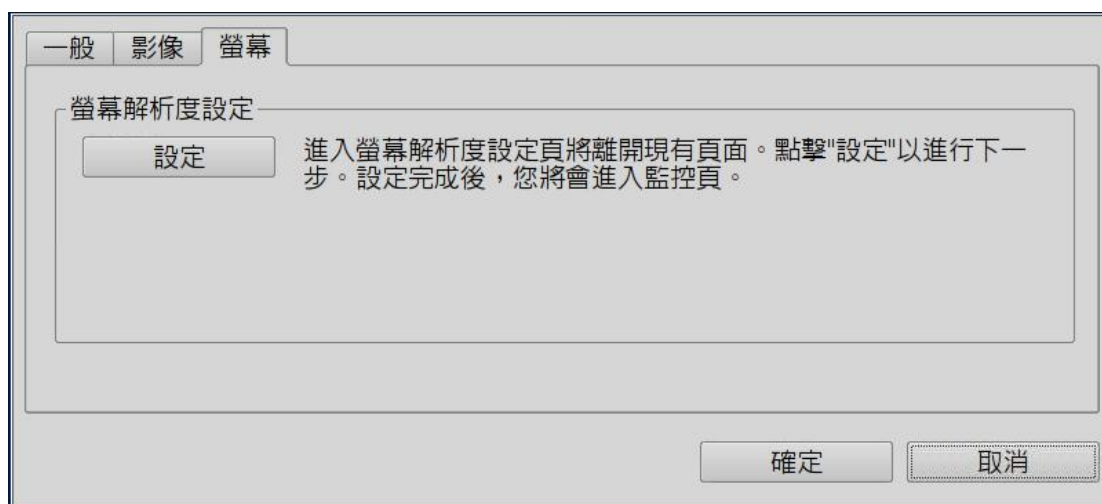 一般 影像 螢幕
螢幕解析度設定
設定
進入螢幕解析度設定頁將離開現有頁面。點擊"設定"以進行下一
步。設定完成後，您將會進入監控頁。
確定 取消